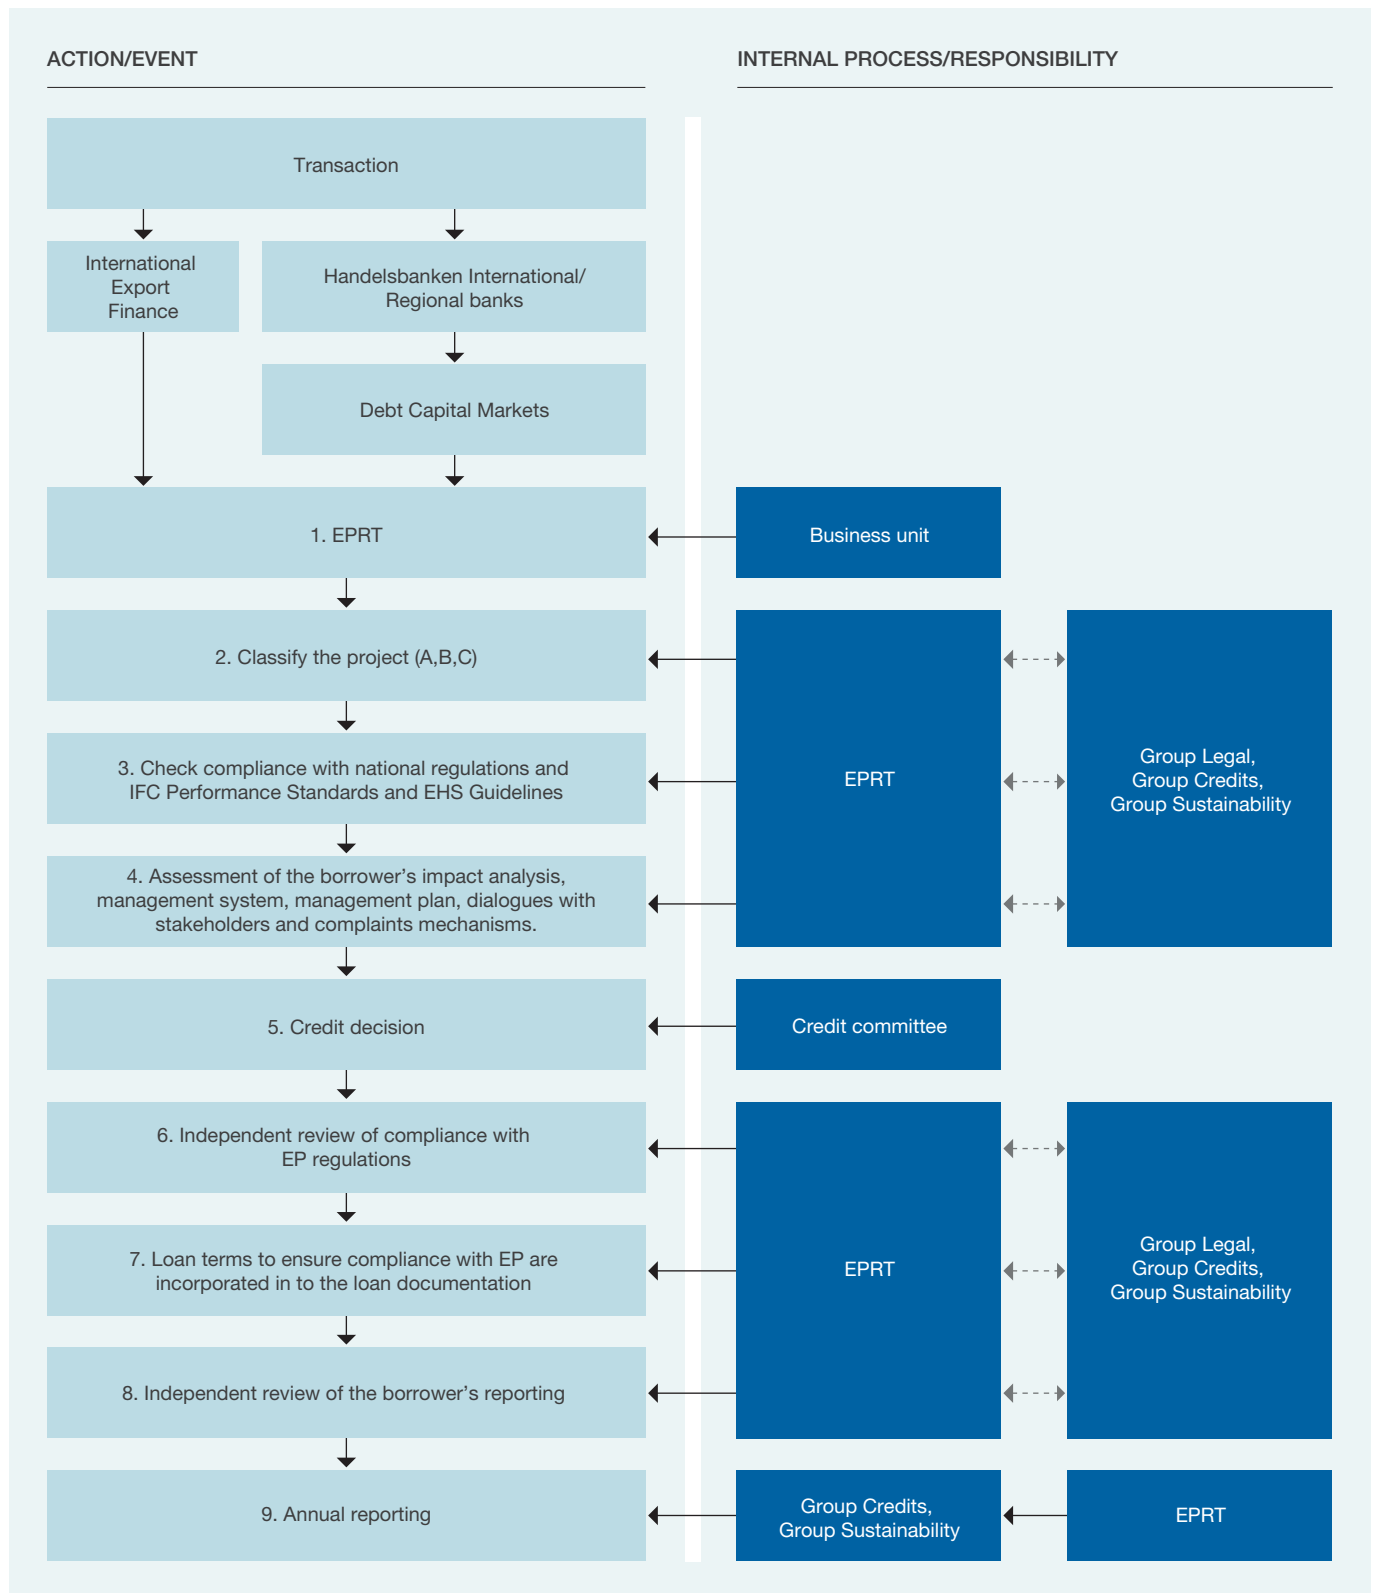 ACTION/EVENT
INTERNAL PROCESS/RESPONSIBILITY
Transaction
International
Export
Finance
Handelsbanken International/
Regional banks
Debt Capital Markets
1. EPRT
Business unit
2. Classify the project (A,B,C)
3. Check compliance with national regulations and
IFC Performance Standards and EHS Guidelines
4. Assessment of the borrower’s impact analysis,
management system, management plan, dialogues with
stakeholders and complaints mechanisms.
EPRT
Group Legal,
Group Credits,
Group Sustainability
5. Credit decision
Credit committee
6. Independent review of compliance with
EP regulations
7. Loan terms to ensure compliance with EP are
incorporated in to the loan documentation
8. Independent review of the borrower’s reporting
EPRT
Group Legal,
Group Credits,
Group Sustainability
9. Annual reporting
Group Credits,
Group Sustainability
EPRT